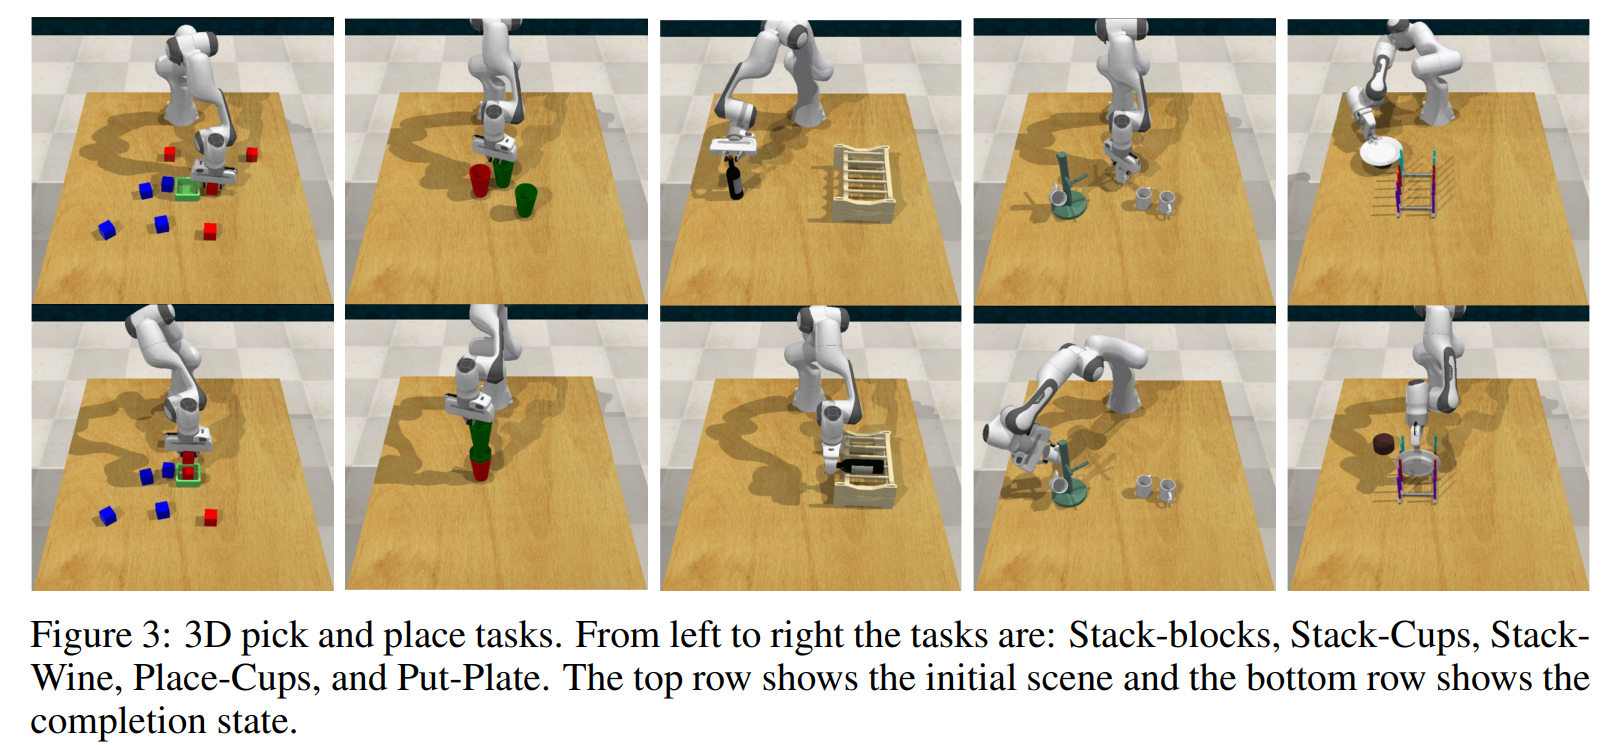 Figure 3: 3D pick and place tasks. From left to right the tasks are: Stack-blocks, Stack-Cups, Stack-
Wine, Place-Cups, and Put-Plate. The top row shows the initial scene and the bottom row shows the
completion state.